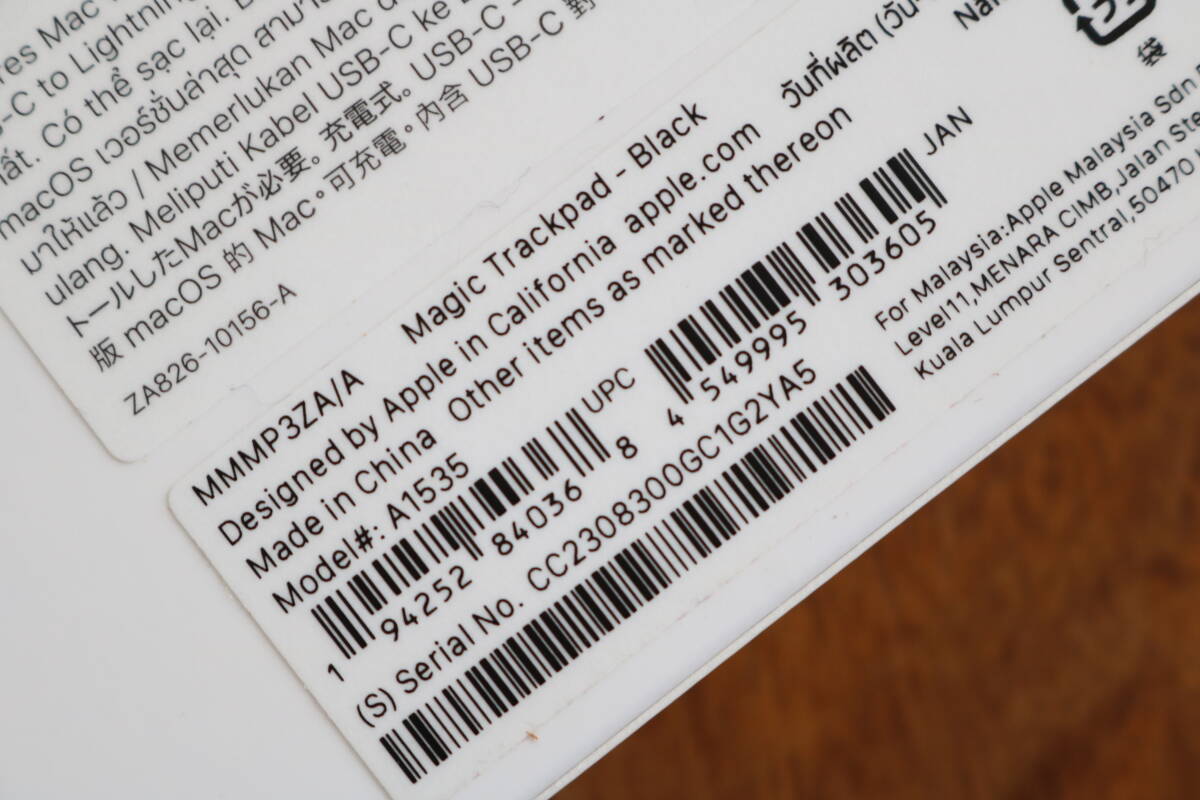 res Mac
-C to Lightning
ất. Có thể sạc lại.
macOS เวอร์ชั่นล่าสุด
มาให้แล้ว / Memerlukan Mac
ulang. Meliputi Kabel USB-C ke
トールしたMacが必要。充電式。USB-C
版 macOS 的 Mac。可充電。內含 USB-C 對
ZA826-10156-A
MMMP3ZA/A Magic Trackpad - Black วันที่ผลิต (วัน
Designed by Apple in California apple.com
Made in China Other items as marked thereon
Model#: A1535
UPC
1 94252 84036 8
JAN
4 549995 303605
(S) Serial No. CC2308300GC1G2YA5
袋
For Malaysia:Apple Malaysia Sdn
Level11,MENARA CIMB,Jalan Ste
Kuala Lumpur Sentral,50470